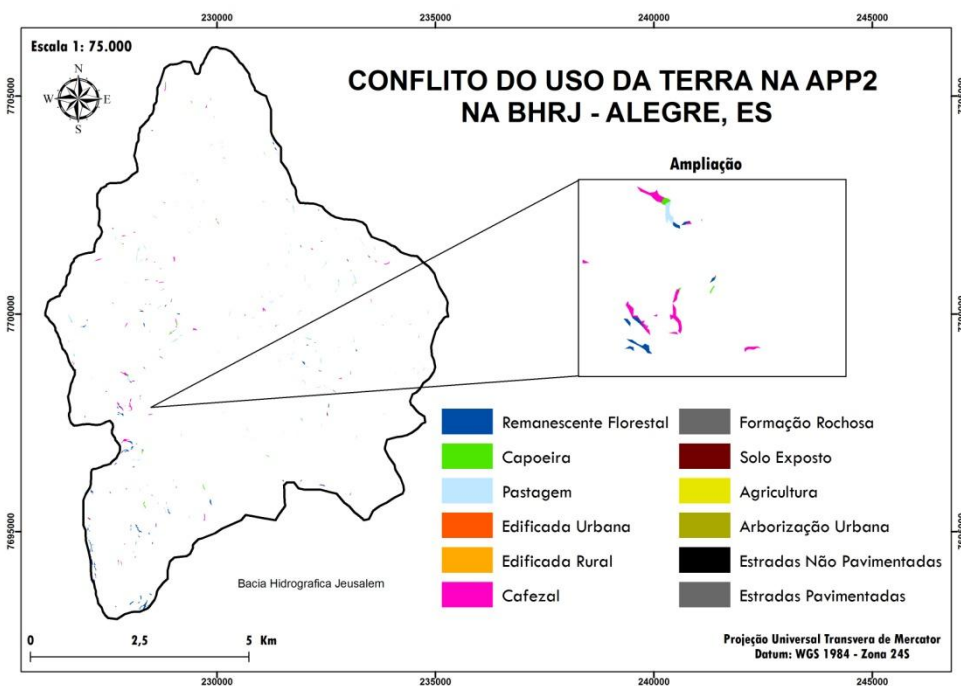 230000 235000 240000 245000
Escala 1: 75.000
N
W E
S
CONFLITO DO USO DA TERRA NA APP2
NA BHRJ - ALEGRE, ES
7705000 7705000
Ampliação
7700000 7700000
Remanescente Florestal
Capoeira
Pastagem
Edificada Urbana
Edificada Rural
Cafezal
Formação Rochosa
Solo Exposto
Agricultura
Arborização Urbana
Estradas Não Pavimentadas
Estradas Pavimentadas
7695000 7695000
Bacia Hidrografica Jeusalem
0 2,5 5 Km
Projeção Universal Transvera de Mercator
Datum: WGS 1984 - Zona 24S
230000 235000 240000 245000